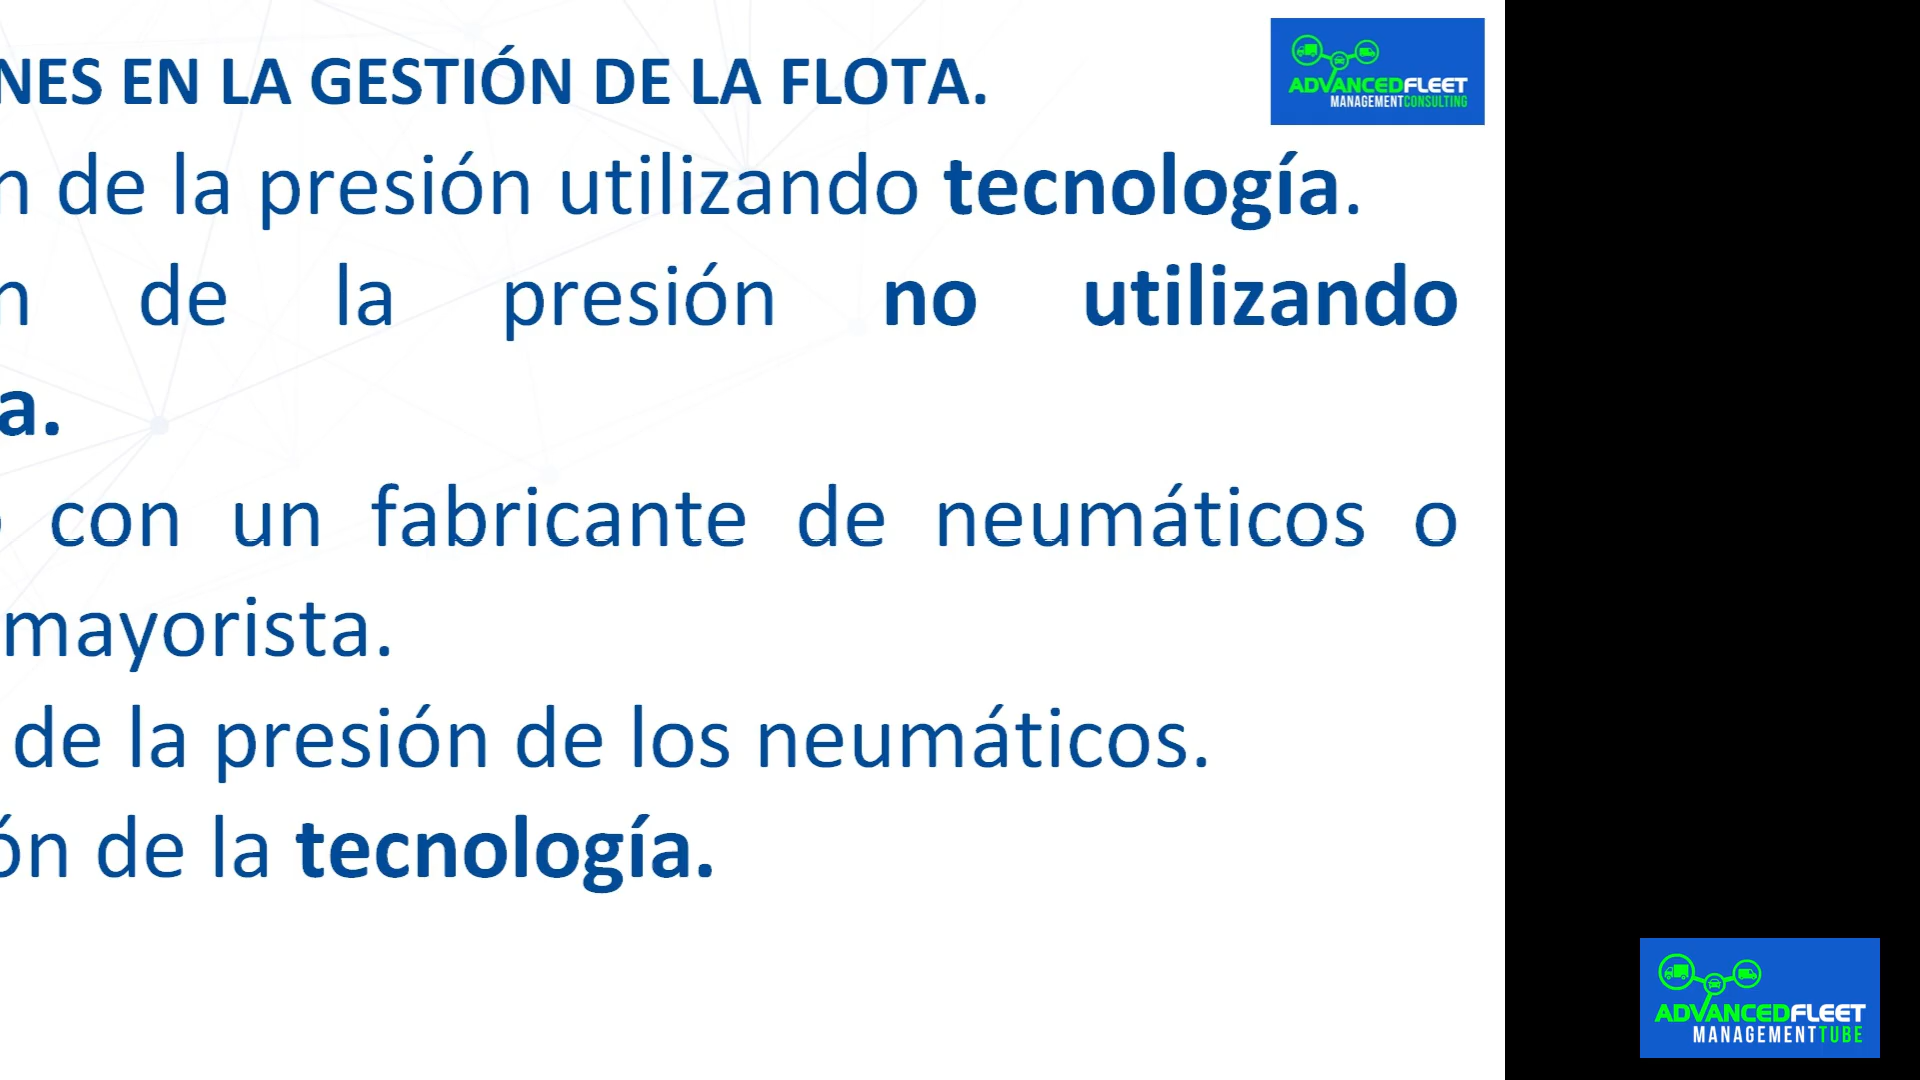 NES EN LA GESTIÓN DE LA FLOTA.
ADVANCEDFLEET
MANAGEMENTCONSULTING
n de la presión utilizando tecnología.
n de la presión no utilizando
a.
con un fabricante de neumáticos o
mayorista.
de la presión de los neumáticos.
ón de la tecnología.
ADVANCEDFLEET
MANAGEMENTTUBE